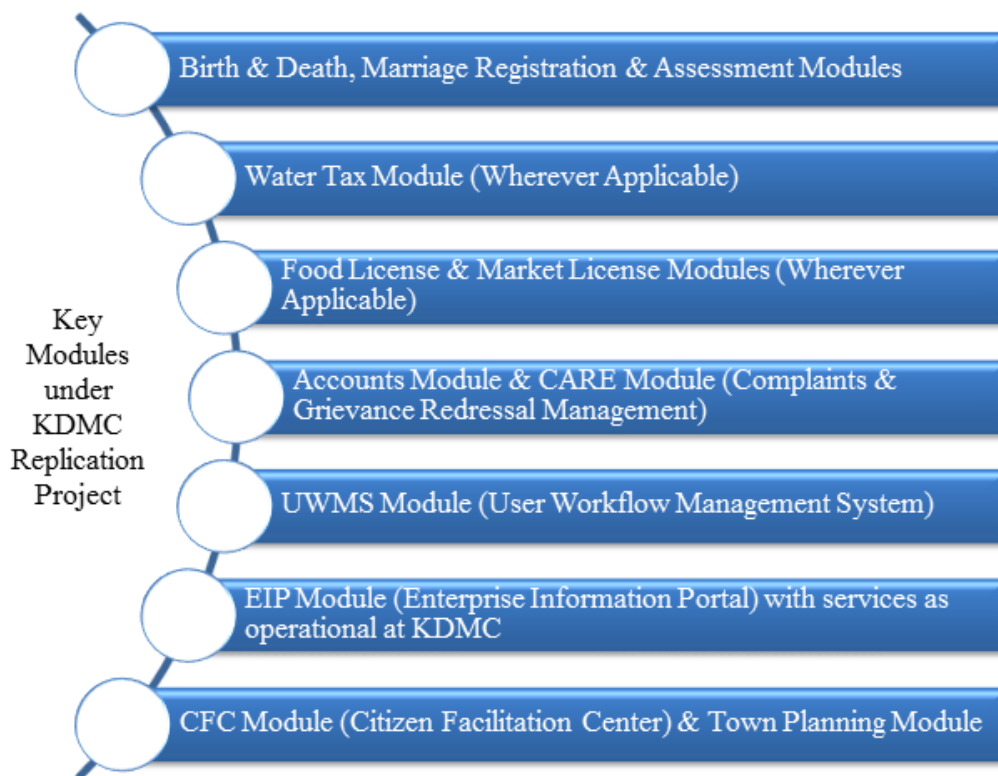 Birth & Death, Marriage Registration & Assessment Modules
Water Tax Module (Wherever Applicable)
Food License & Market License Modules (Wherever
Applicable)
Key
Modules
under
KDMC
Replication
Project
Accounts Module & CARE Module (Complaints &
Grievance Redressal Management)
UWMS Module (User Workflow Management System)
EIP Module (Enterprise Information Portal) with services as
operational at KDMC
CFC Module (Citizen Facilitation Center) & Town Planning Module